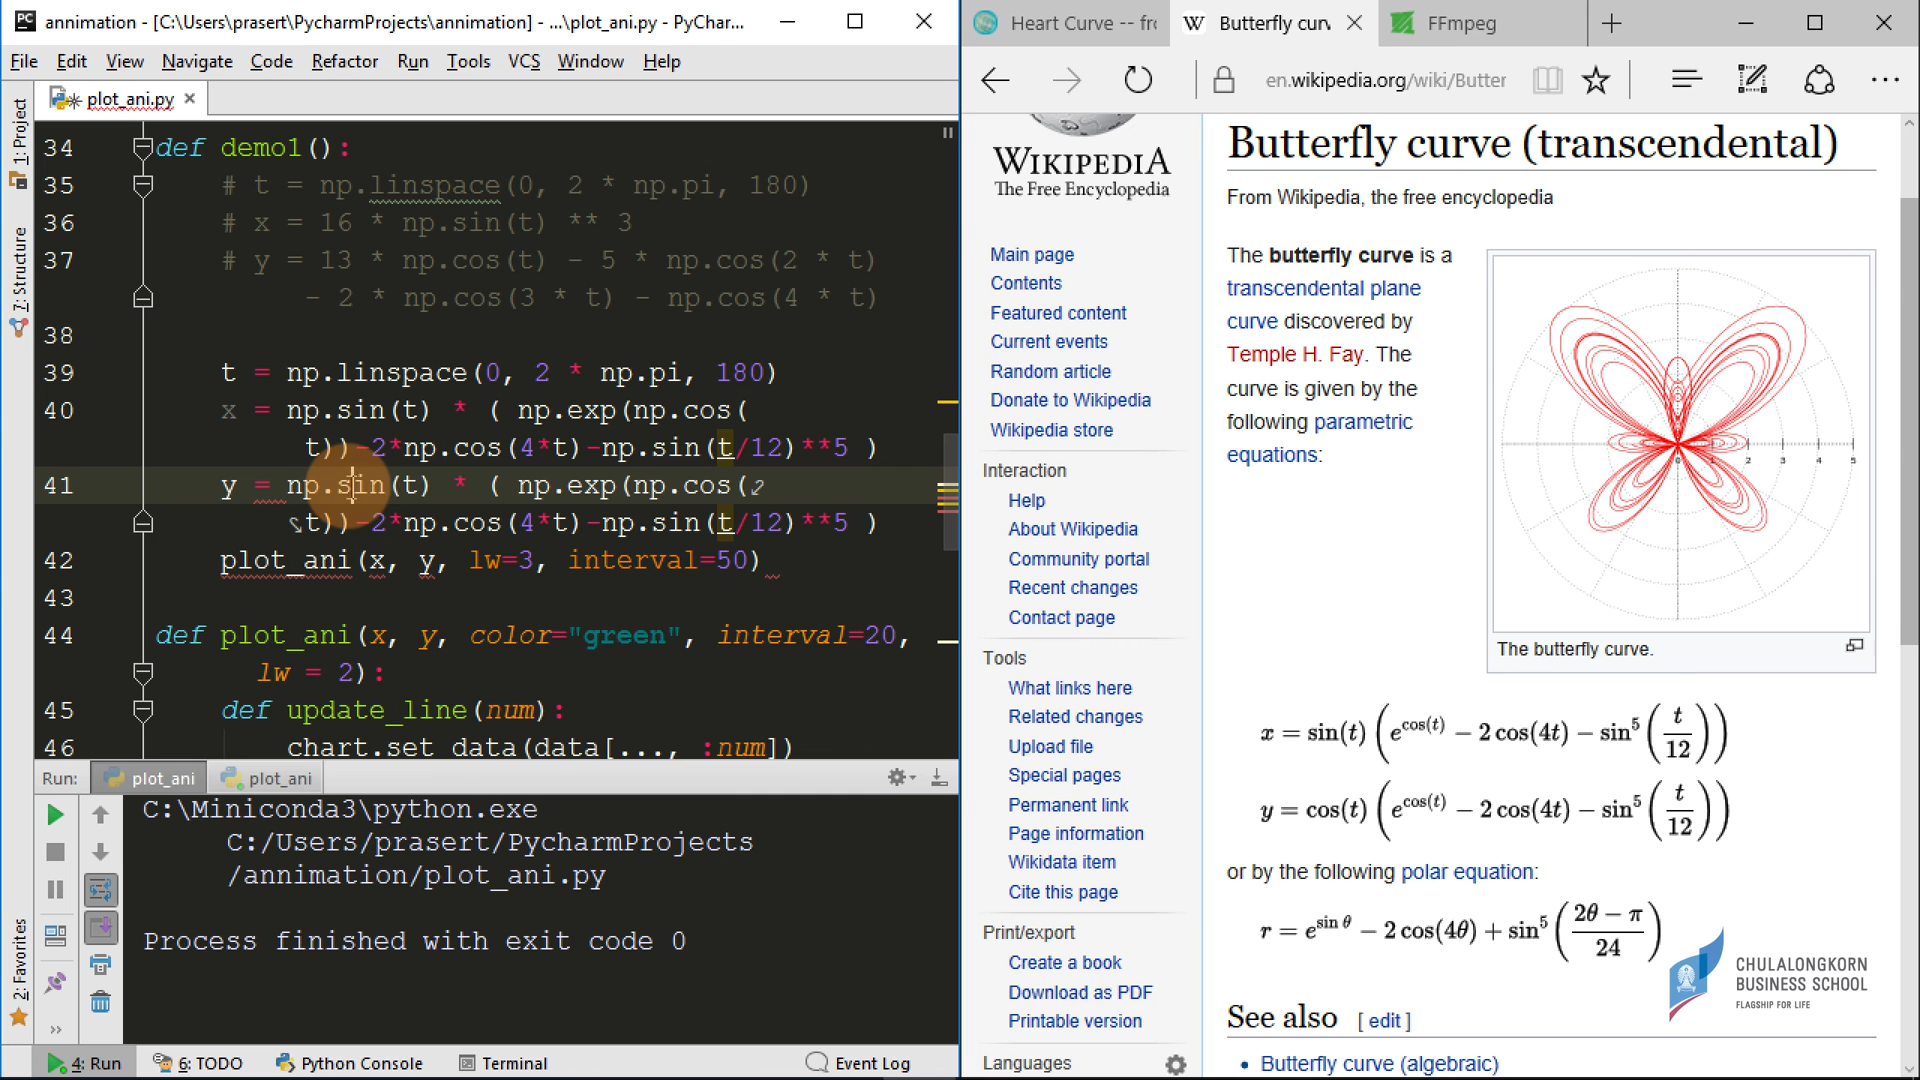 annimation - [C:\Users\prasert\PycharmProjects\annimation] - ...\plot_ani.py - PyChar...
File Edit View Navigate Code Refactor Run Tools VCS Window Help
plot_ani.py
1: Project
7: Structure
2: Favorites
34 def demo1():
35 # t = np.linspace(0, 2 * np.pi, 180)
36 # x = 16 * np.sin(t) ** 3
37 # y = 13 * np.cos(t) - 5 * np.cos(2 * t)
- 2 * np.cos(3 * t) - np.cos(4 * t)
38
39 t = np.linspace(0, 2 * np.pi, 180)
40 x = np.sin(t) * ( np.exp(np.cos(
t))-2*np.cos(4*t)-np.sin(t/12)**5 )
41 y = np.sin(t) * ( np.exp(np.cos(
t))-2*np.cos(4*t)-np.sin(t/12)**5 )
42 plot_ani(x, y, lw=3, interval=50)
43
44 def plot_ani(x, y, color="green", interval=20,
lw = 2):
45 def update_line(num):
46 chart.set_data(data[..., :num])
Run: plot_ani plot_ani
C:\Miniconda3\python.exe
C:/Users/prasert/PycharmProjects
/annimation/plot_ani.py
Process finished with exit code 0
4: Run 6: TODO Python Console Terminal Event Log
Heart Curve -- fro Butterfly curv FFmpeg
en.wikipedia.org/wiki/Butter
WIKIPEDIA
The Free Encyclopedia
Main page
Contents
Featured content
Current events
Random article
Donate to Wikipedia
Wikipedia store
Interaction
Help
About Wikipedia
Community portal
Recent changes
Contact page
Tools
What links here
Related changes
Upload file
Special pages
Permanent link
Page information
Wikidata item
Cite this page
Print/export
Create a book
Download as PDF
Printable version
Languages
Butterfly curve (transcendental)
From Wikipedia, the free encyclopedia
The butterfly curve is a
transcendental plane
curve discovered by
Temple H. Fay. The
curve is given by the
following parametric
equations:
0 1 2 3 4
The butterfly curve.
x = sin(t) (e^cos(t) − 2 cos(4t) − sin^5 (t/12))
y = cos(t) (e^cos(t) − 2 cos(4t) − sin^5 (t/12))
or by the following polar equation:
r = e^sin θ − 2 cos(4θ) + sin^5 ((2θ − π)/24)
CHULALONGKORN
BUSINESS SCHOOL
FLAGSHIP FOR LIFE
See also [ edit ]
• Butterfly curve (algebraic)